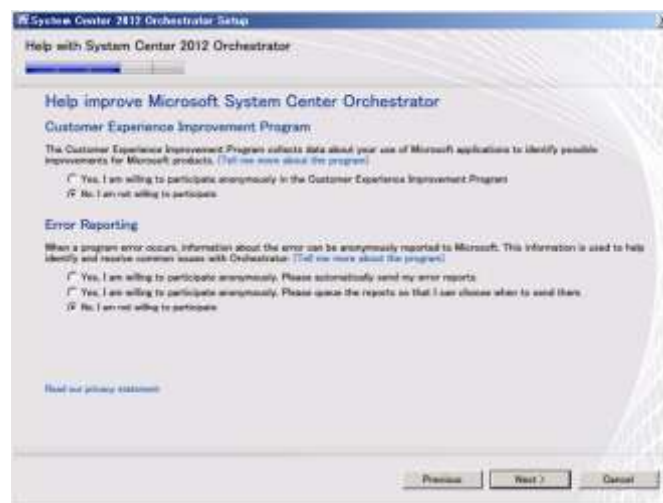 System Center 2012 Orchestrator Setup
Help with System Center 2012 Orchestrator
Help improve Microsoft System Center Orchestrator
Customer Experience Improvement Program
The Customer Experience Improvement Program collects data about your use of Microsoft applications to identify possible
improvements for Microsoft products. (Tell me more about the program)
Yes, I am willing to participate anonymously in the Customer Experience Improvement Program
No, I am not willing to participate
Error Reporting
When a program error occurs, information about the error can be anonymously reported to Microsoft. This information is used to help
identify and resolve common issues with Orchestrator. (Tell me more about the program)
Yes, I am willing to participate anonymously. Please automatically send my error reports
Yes, I am willing to participate anonymously. Please queue the reports so that I can choose when to send them
No, I am not willing to participate
Read our privacy statement
Previous Next > Cancel